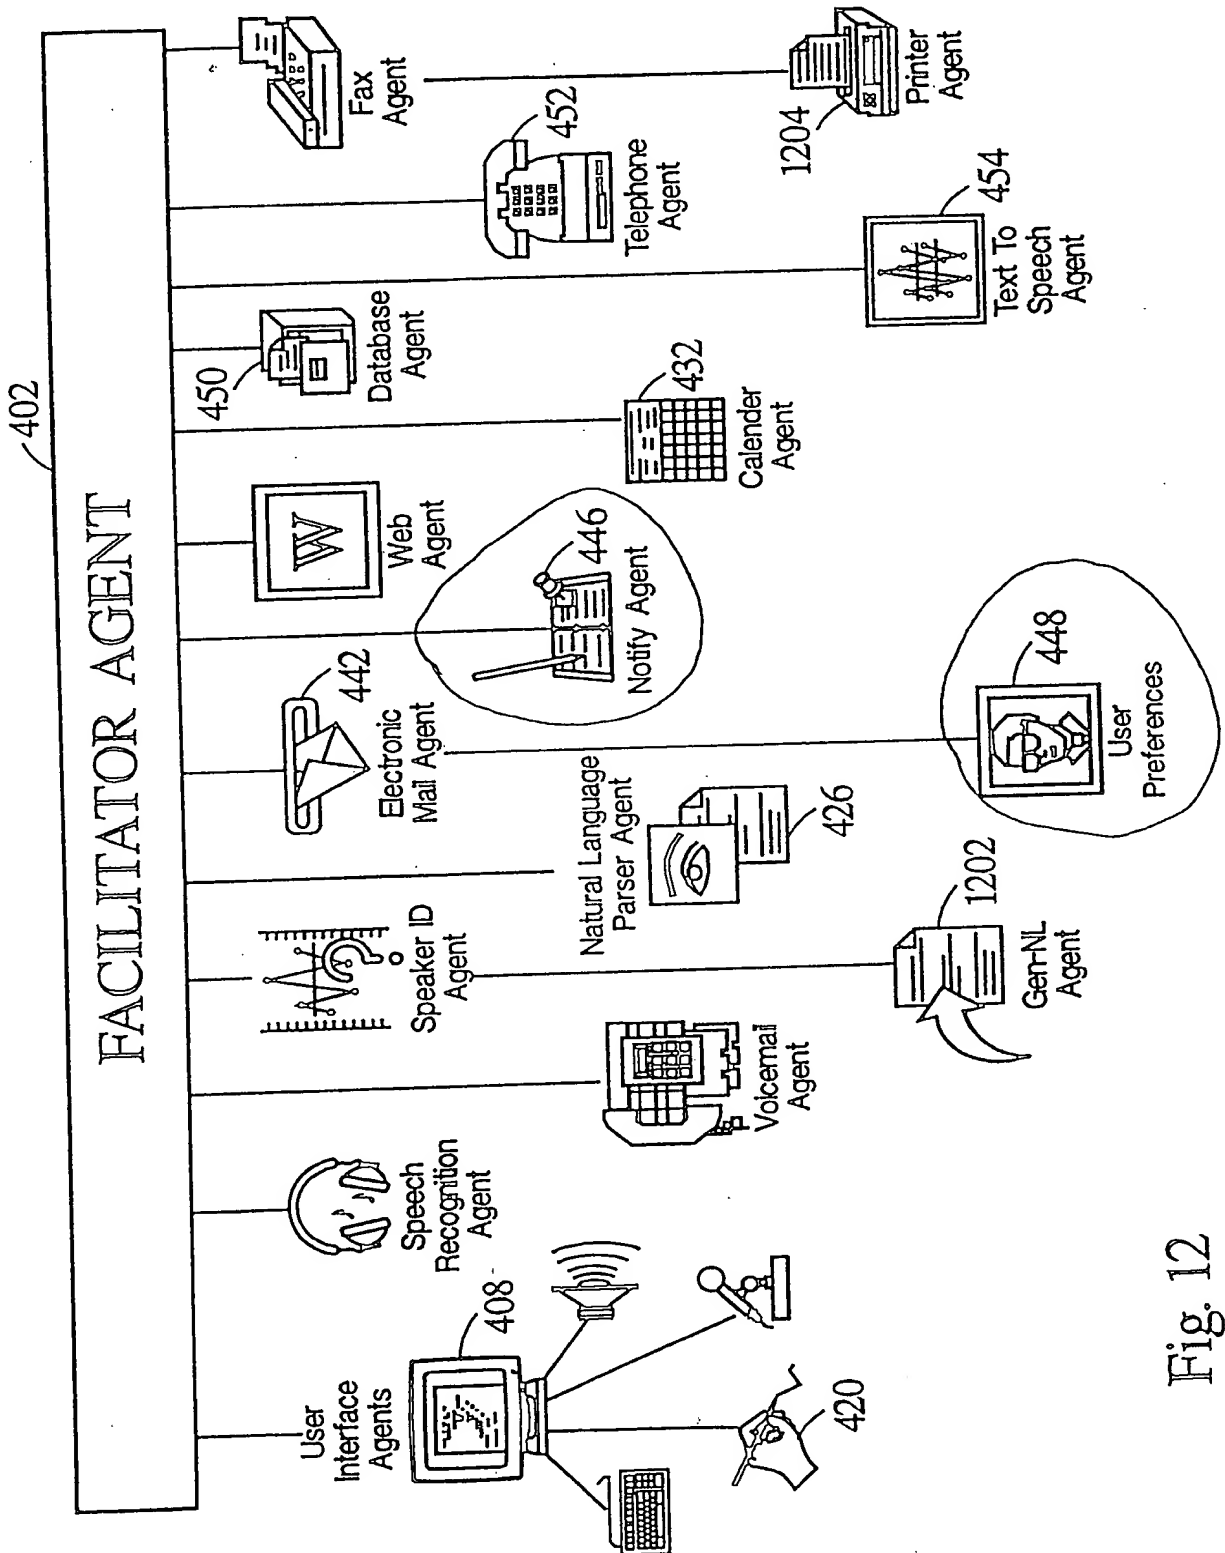 402
FACILITATOR AGENT
User
Interface
Agents
408
420
Speech
Recognition
Agent
Voicemail
Agent
Speaker ID
Agent
Gen-NL
Agent
1202
Natural Language
Parser Agent
426
Electronic
Mail Agent
442
User
Preferences
448
Notify Agent
446
Web
Agent
W
Calender
Agent
432
Database
Agent
450
Text To
Speech
Agent
454
Telephone
Agent
452
Fax
Agent
Printer
Agent
1204
Fig. 12